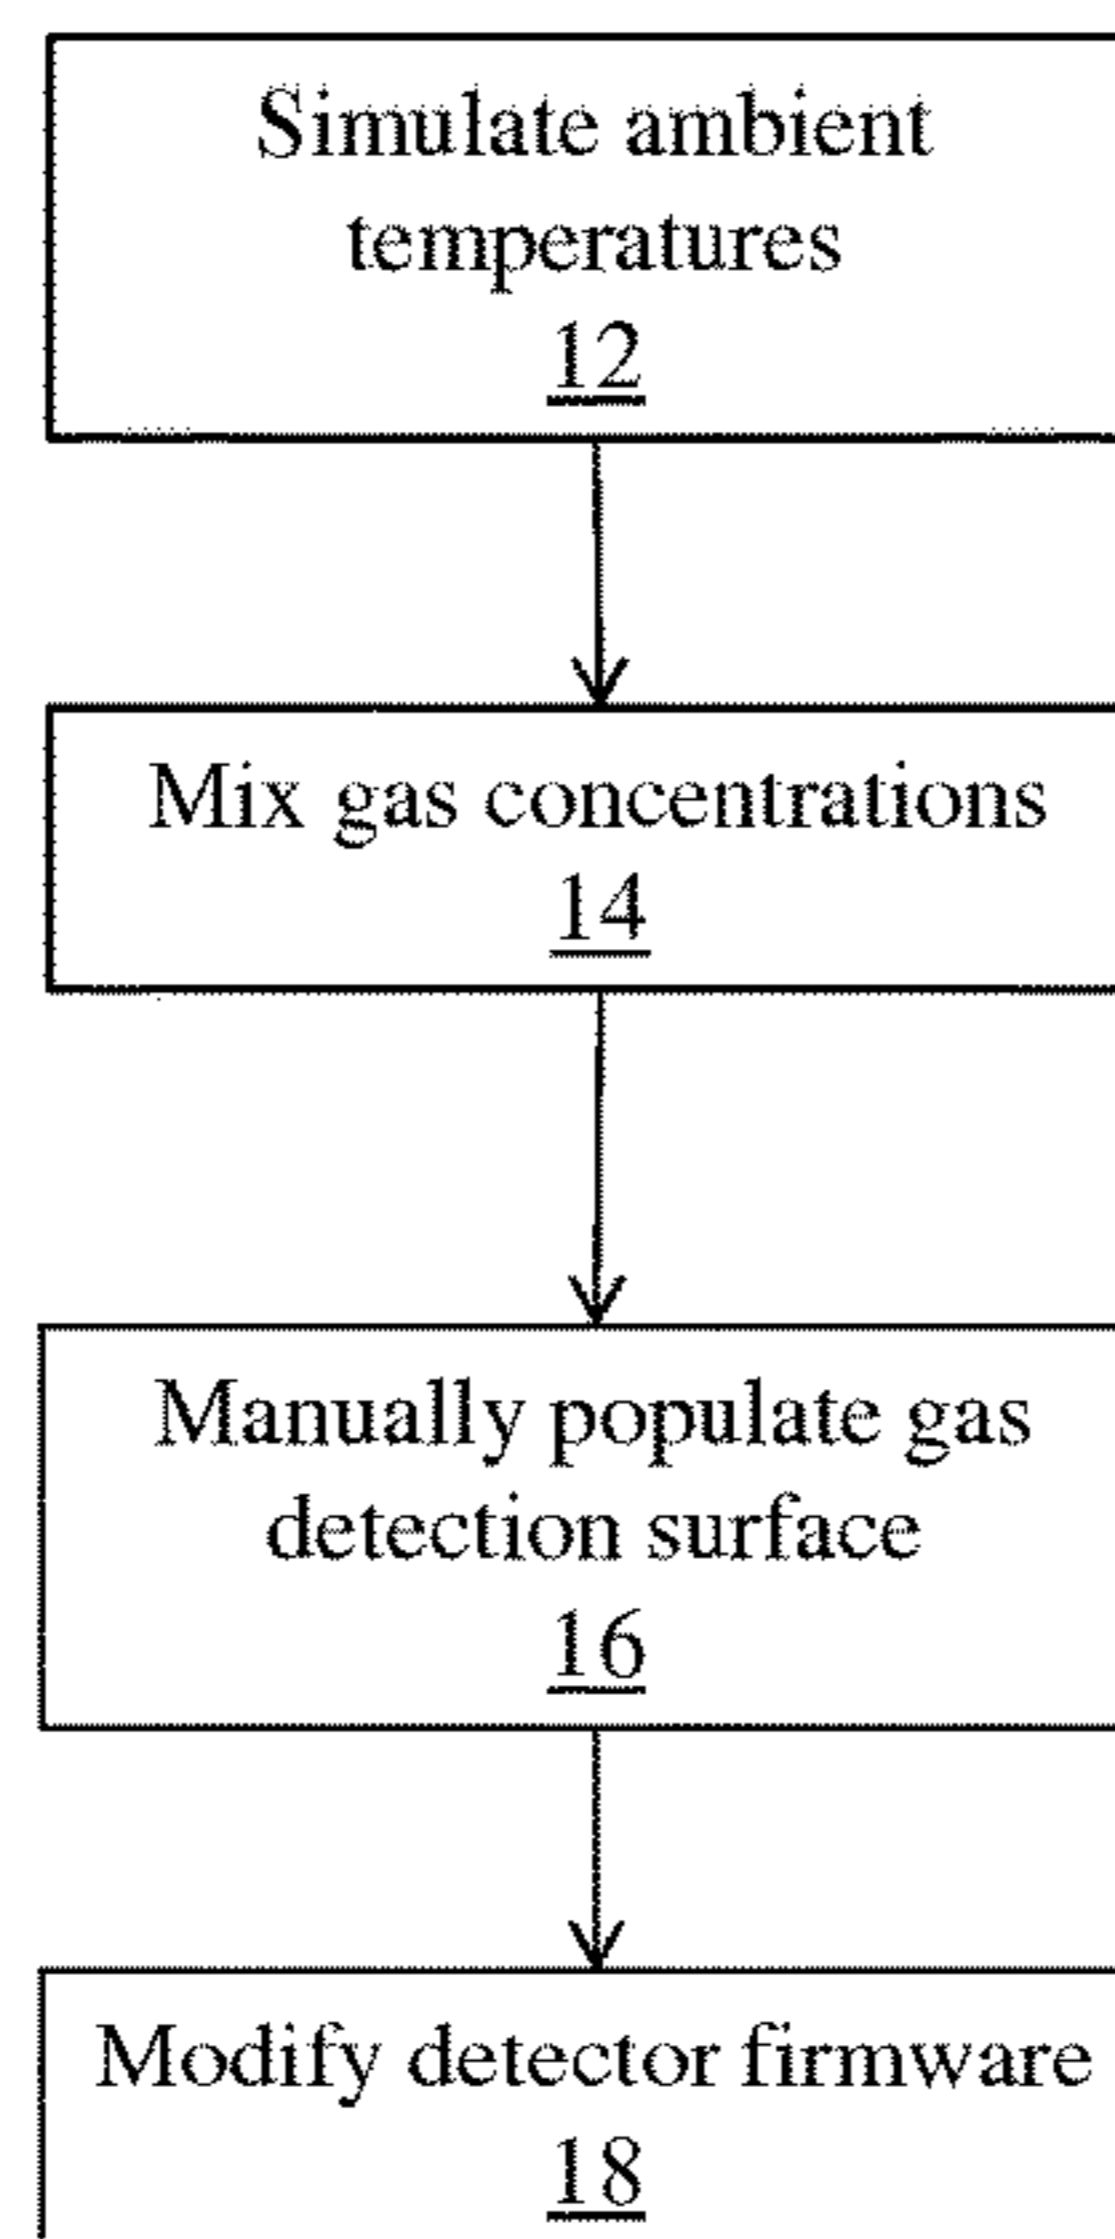 Simulate ambient
temperatures
12
Mix gas concentrations
14
Manually populate gas
detection surface
16
Modify detector firmware
18